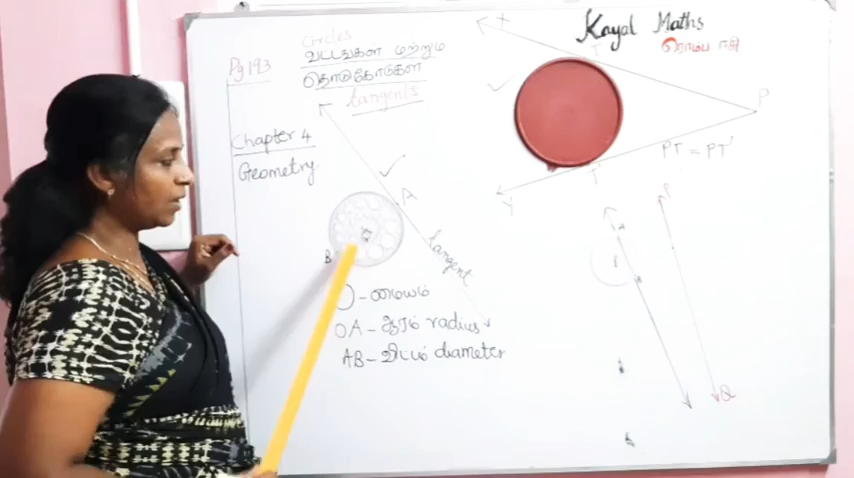 Kayal Maths
ரொம்ப ஈசி
Pg 193
Circles
வட்டங்கள் மற்றும்
தொடுகோடுகள்
tangents
Chapter 4
Geometry
X
T
P
PT = PT'
T'
Y
A
B
tangent
O - மையம்
OA - ஆரம் radius
AB - விட்டம் diameter
P
A
B
Q